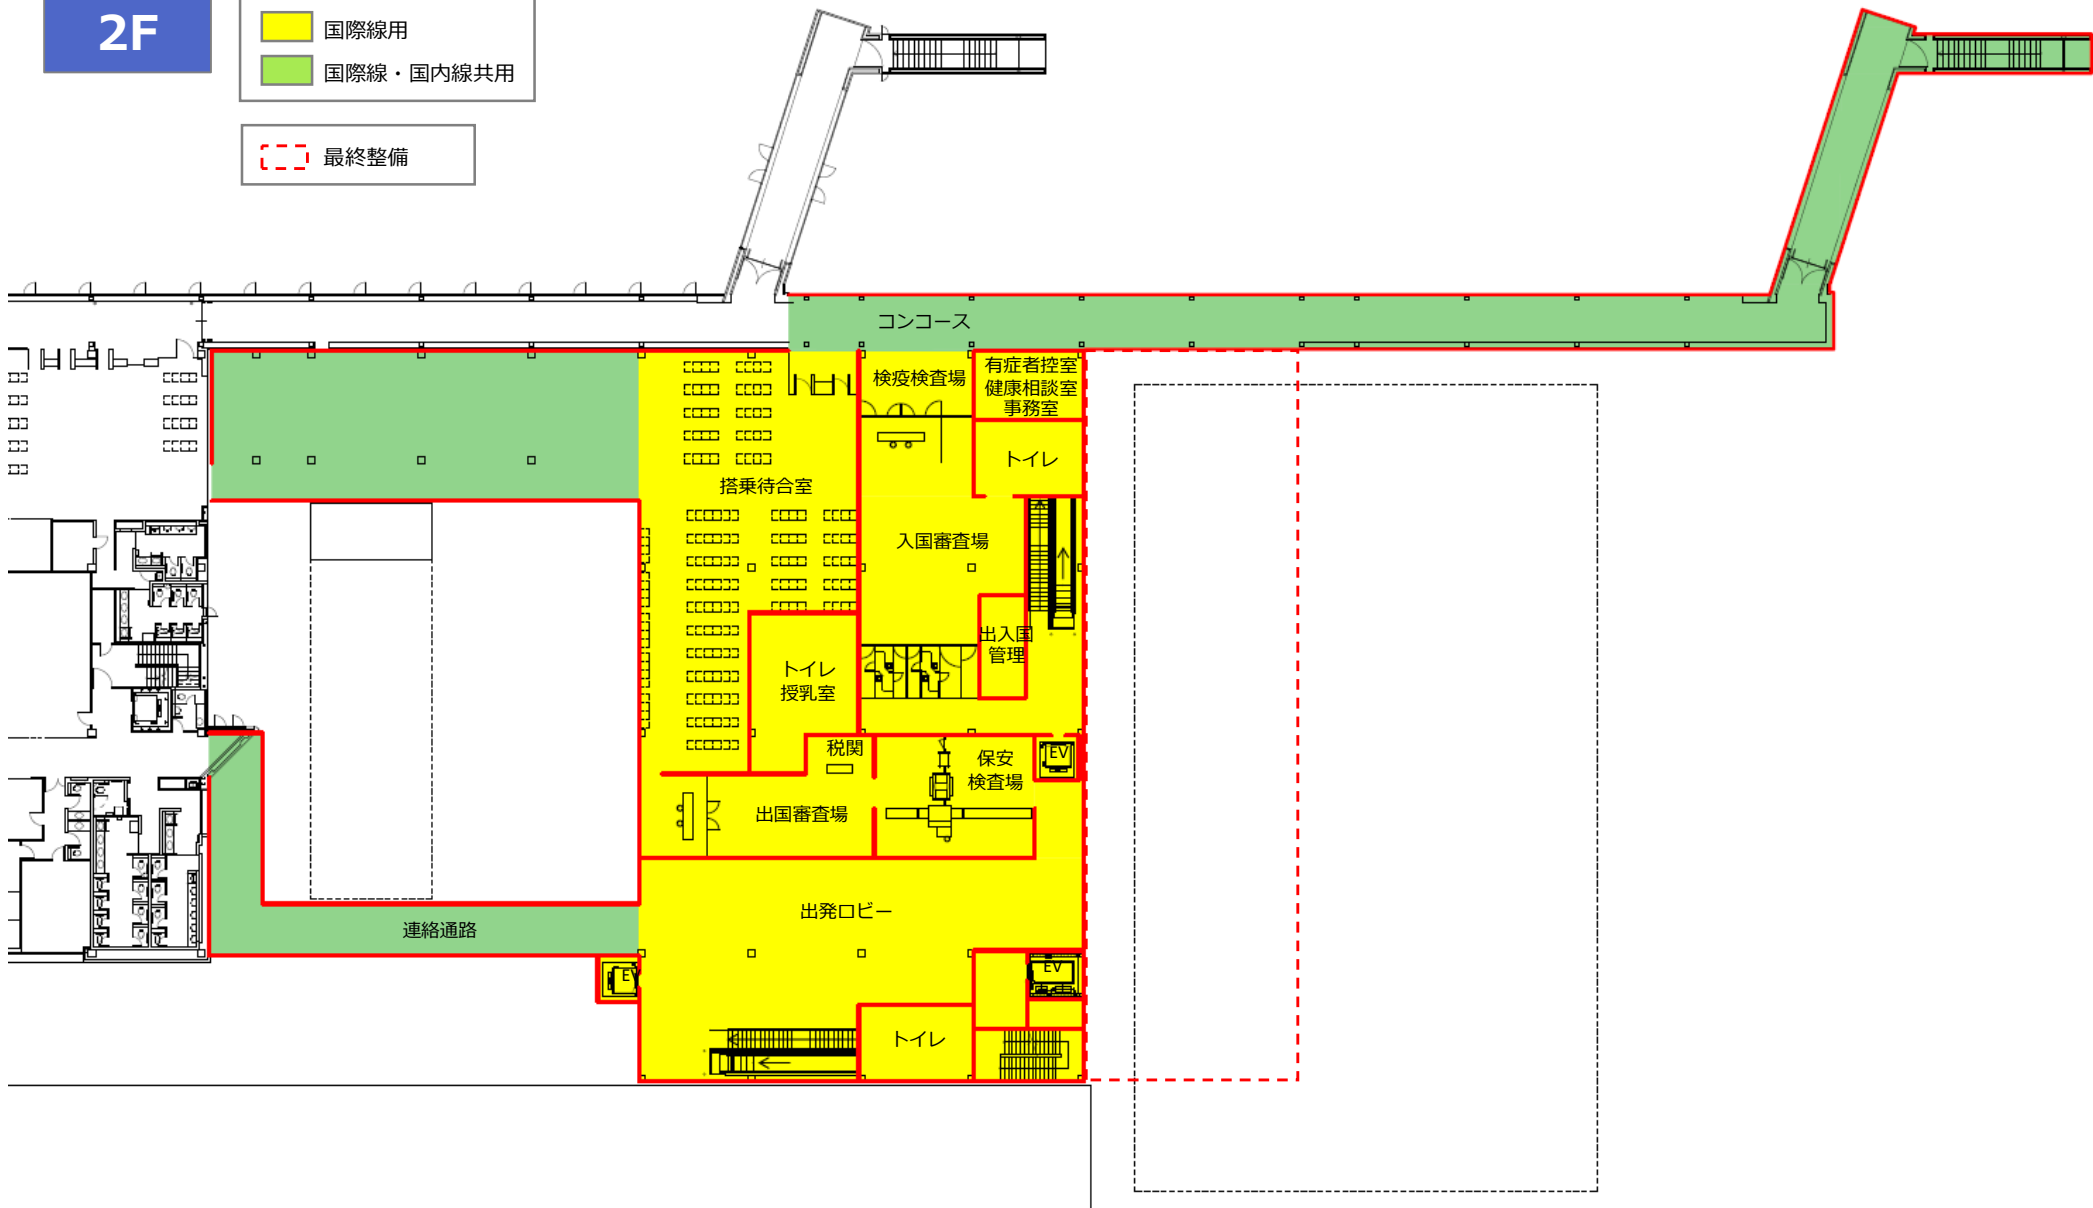 2F
国際線用
国際線・国内線共用
最終整備
コンコース
検疫検査場
有症者控室
健康相談室
事務室
トイレ
搭乗待合室
入国審査場
出入国
管理
トイレ
授乳室
税関
保安
検査場
EV
出国審査場
出発ロビー
連絡通路
EV
EV
トイレ